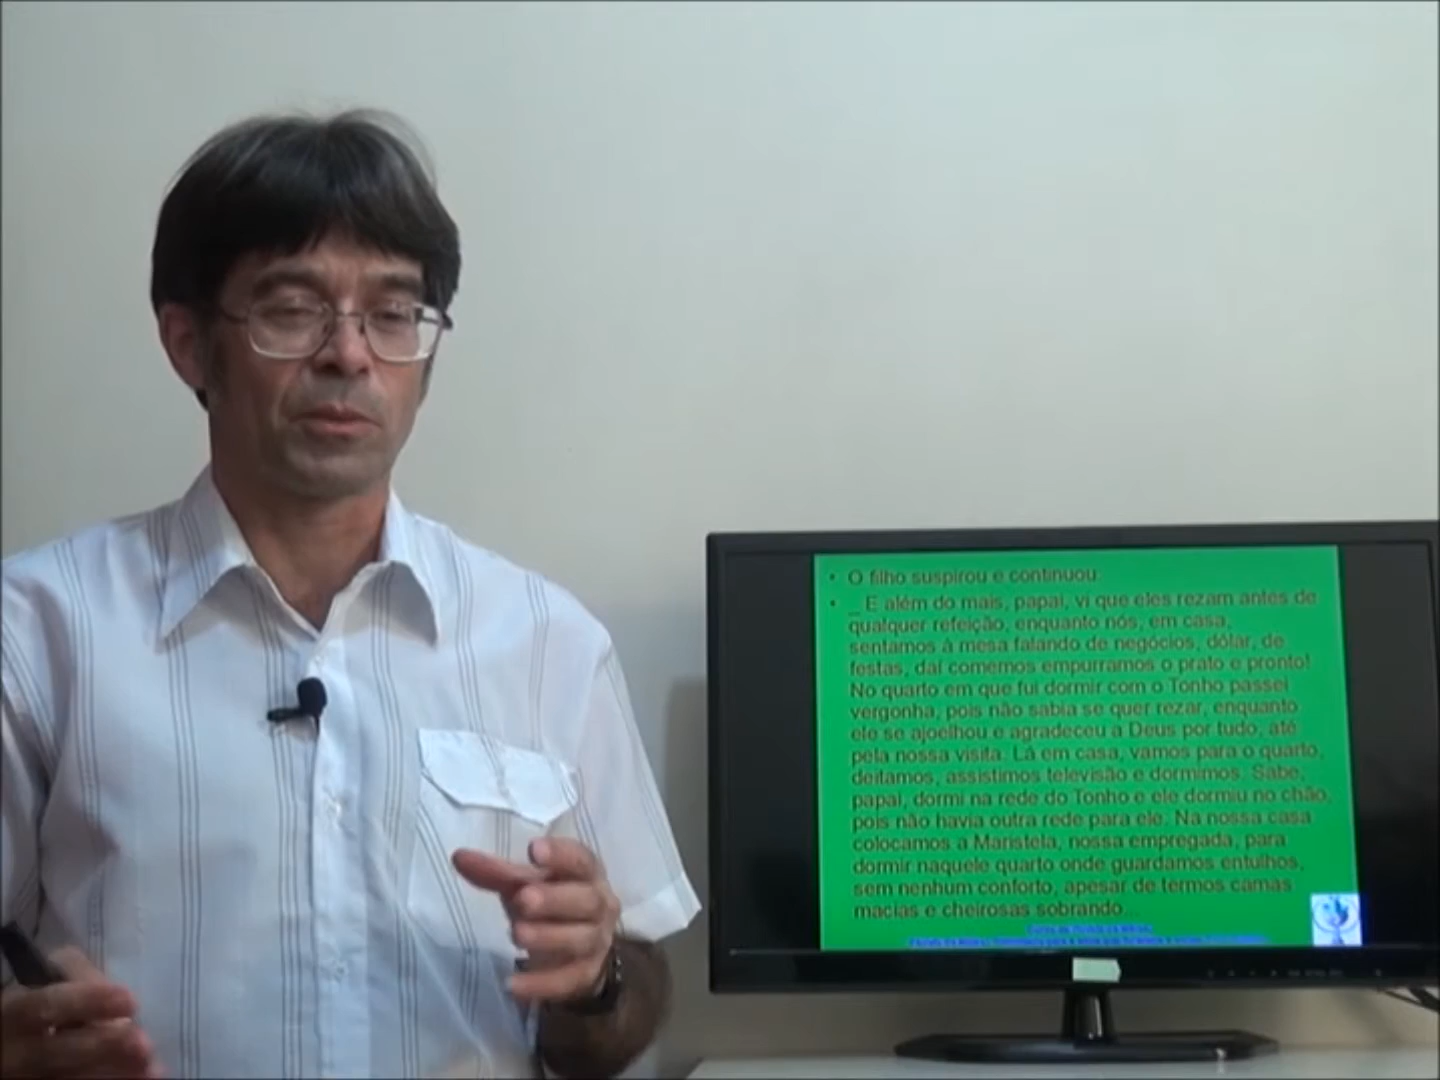 • O filho suspirou e continuou:
• _ E além do mais, papai, vi que eles rezam antes de
qualquer refeição, enquanto nós, em casa,
sentamos à mesa falando de negócios, dólar, de
festas, daí comemos empurramos o prato e pronto!
No quarto em que fui dormir com o Tonho passei
vergonha, pois não sabia se quer rezar, enquanto
ele se ajoelhou e agradeceu a Deus por tudo, até
pela nossa visita. Lá em casa, vamos para o quarto,
deitamos, assistimos televisão e dormimos. Sabe,
papai, dormi na rede do Tonho e ele dormiu no chão,
pois não havia outra rede para ele. Na nossa casa
colocamos a Maristela, nossa empregada, para
dormir naquele quarto onde guardamos entulhos,
sem nenhum conforto, apesar de termos camas
macias e cheirosas sobrando...